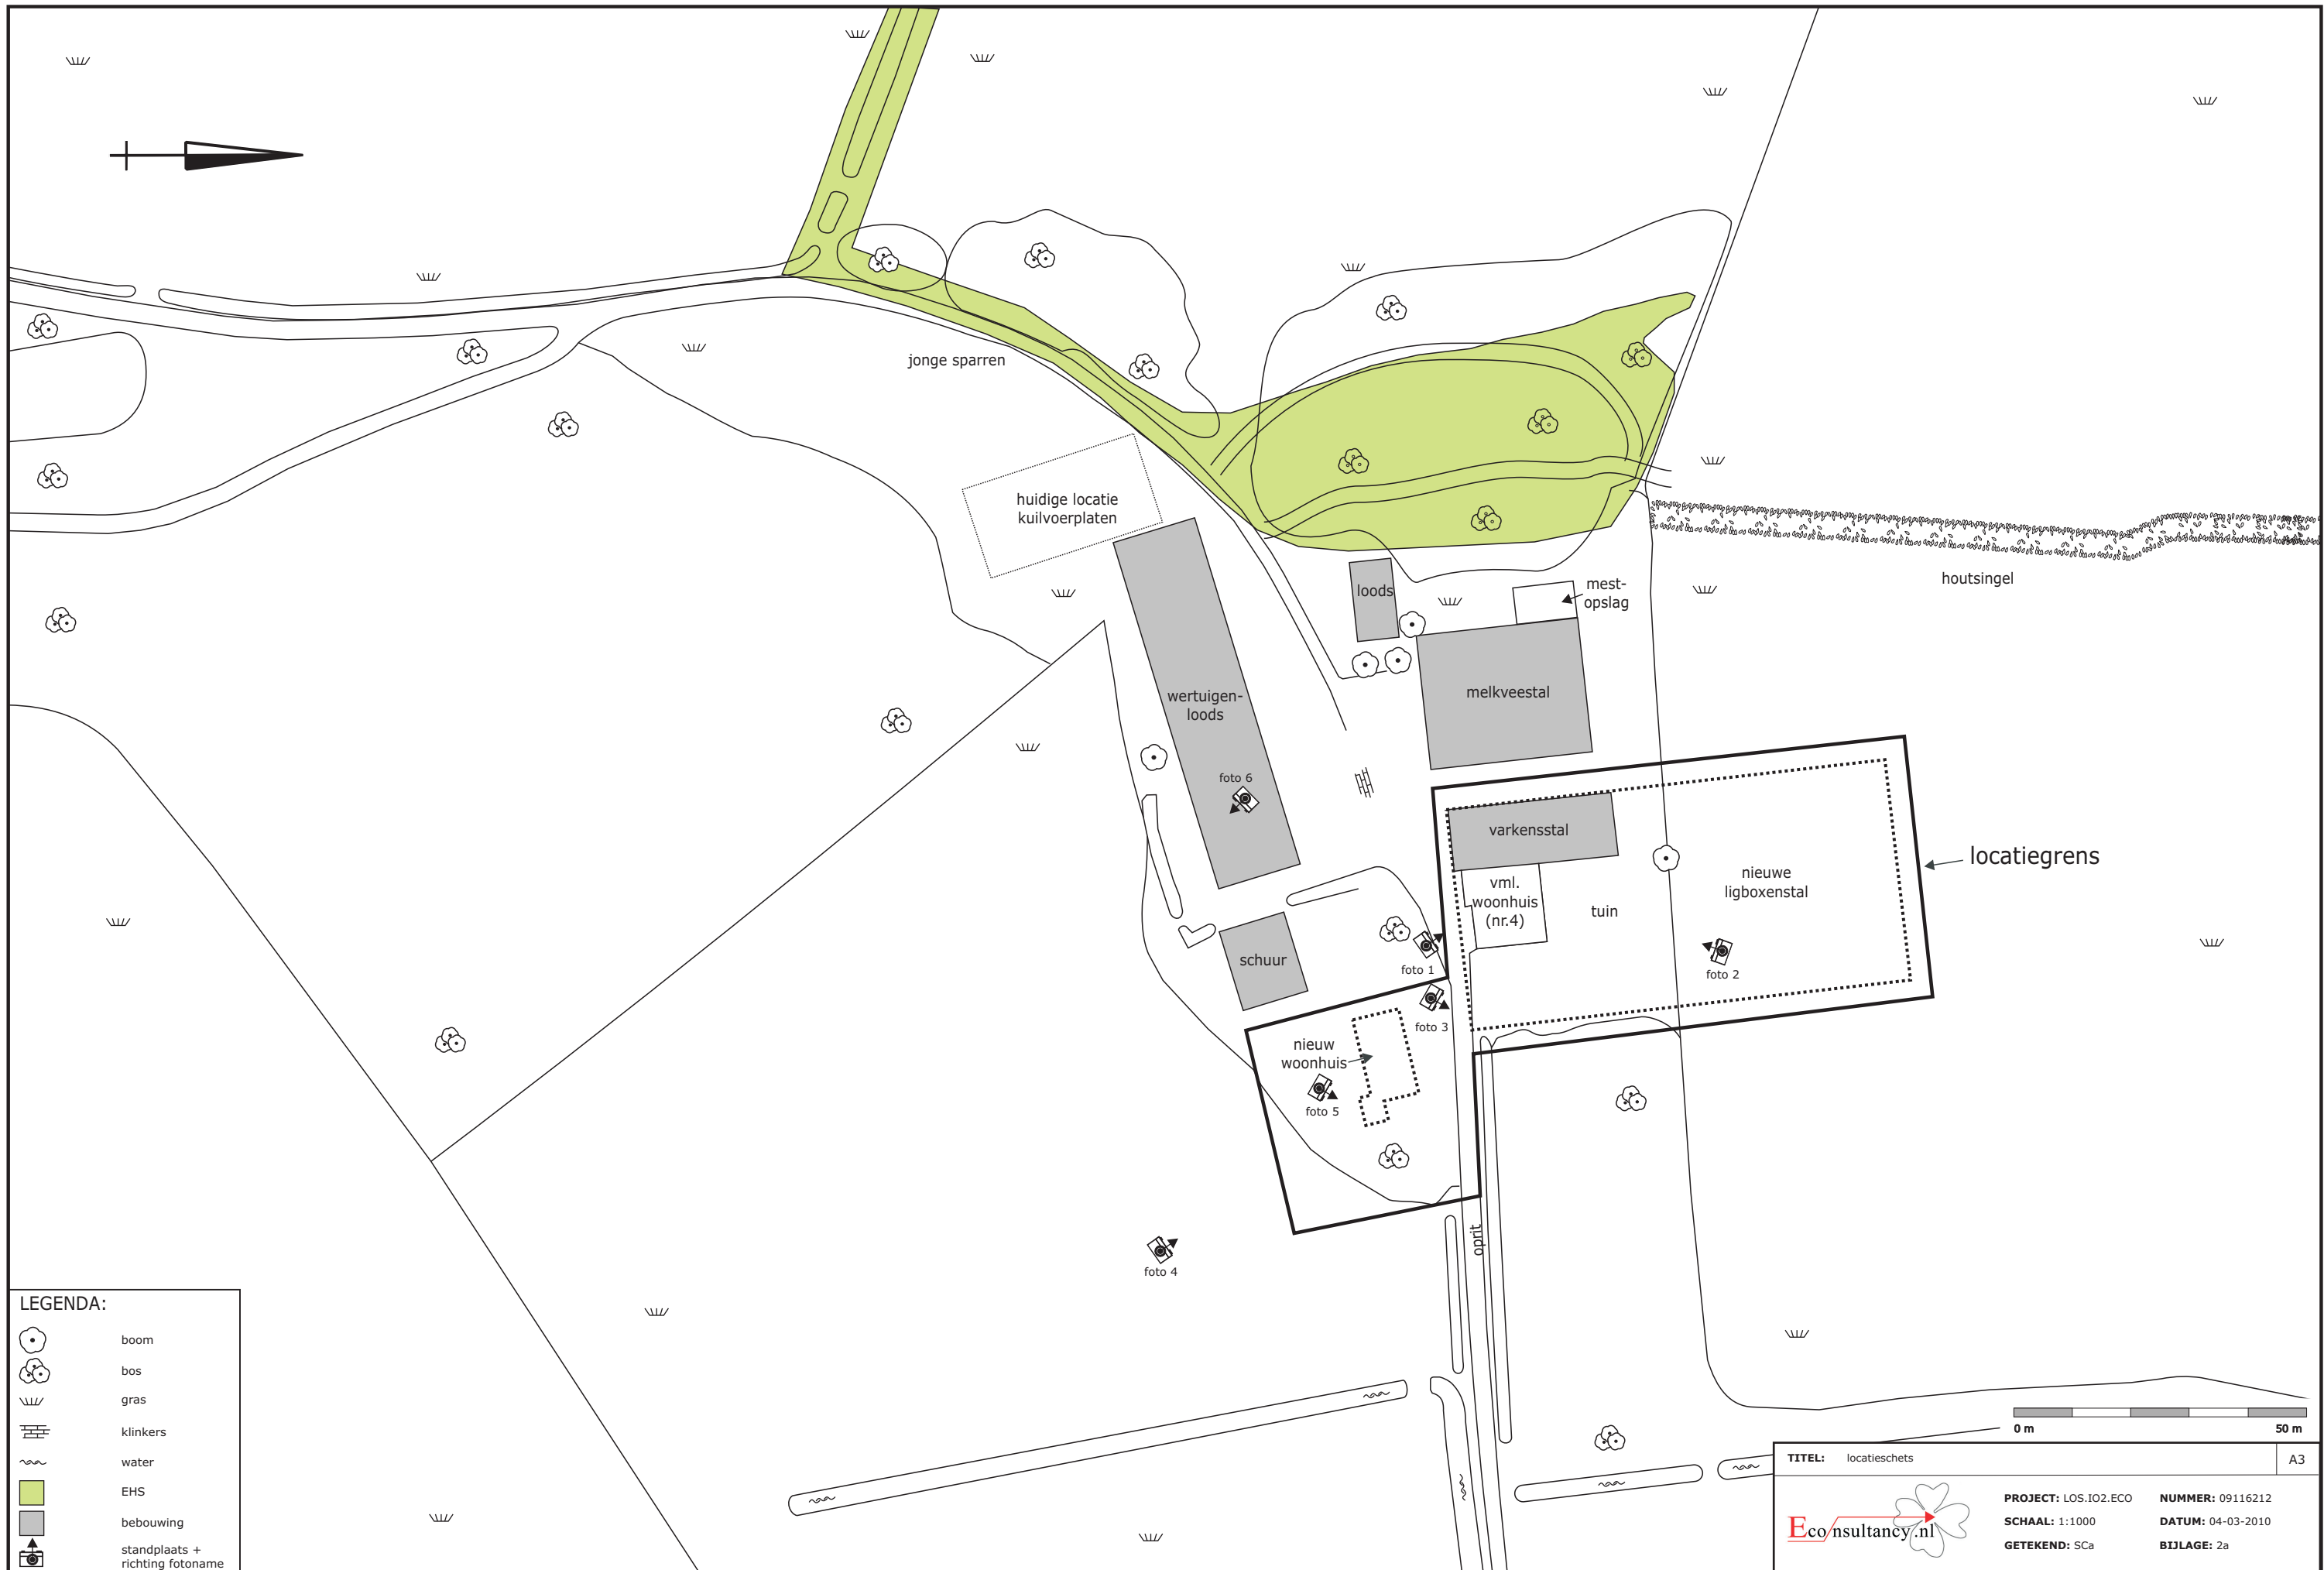 jonge sparren
huidige locatie
kuilvoerplaten
loods
mest-
opslag
houtsingel
wertuigen-
loods
melkveestal
foto 6
varkensstal
locatiegrens
vml.
woonhuis
(nr.4)
tuin
nieuwe
ligboxenstal
schuur
foto 1
foto 2
foto 3
nieuw
woonhuis
foto 5
oprit
foto 4
LEGENDA:
boom
bos
gras
klinkers
water
EHS
bebouwing
standplaats +
richting fotoname
0 m 50 m
TITEL: locatieschets A3
Econsultancy.nl
PROJECT: LOS.IO2.ECO NUMMER: 09116212
SCHAAL: 1:1000 DATUM: 04-03-2010
GETEKEND: SCa BIJLAGE: 2a